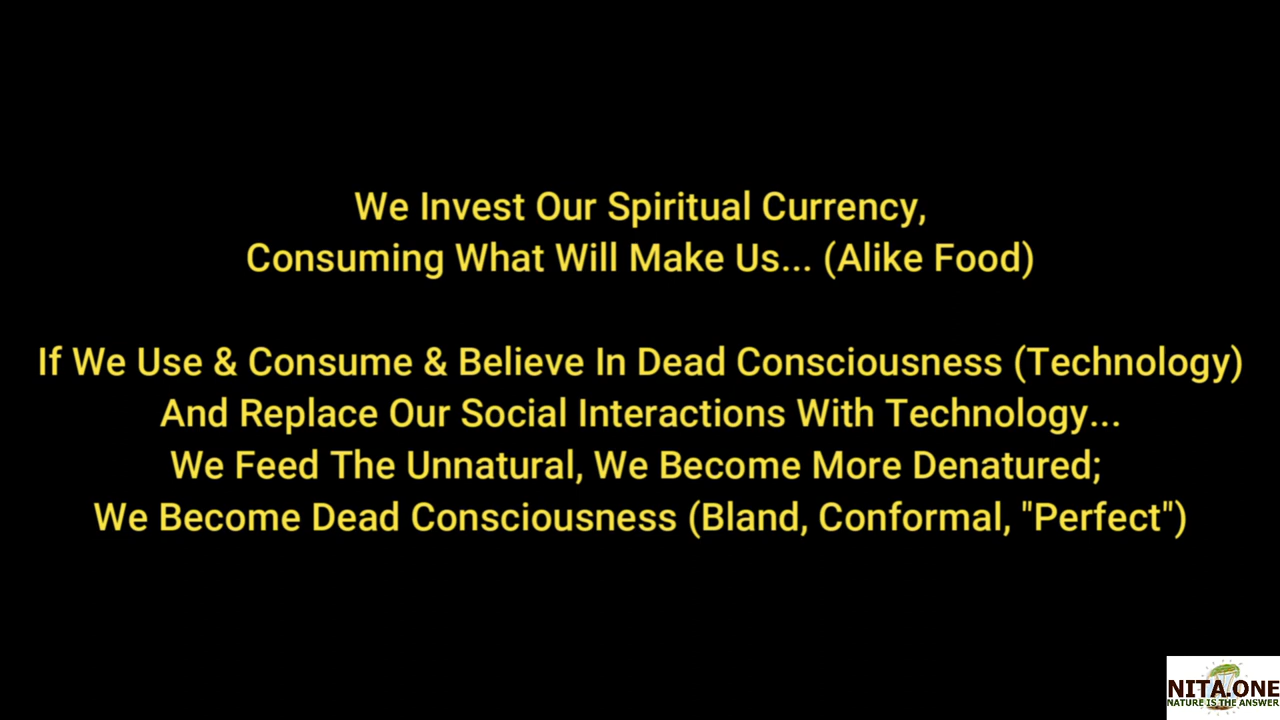 We Invest Our Spiritual Currency,
Consuming What Will Make Us... (Alike Food)
If We Use & Consume & Believe In Dead Consciousness (Technology)
And Replace Our Social Interactions With Technology...
We Feed The Unnatural, We Become More Denatured;
We Become Dead Consciousness (Bland, Conformal, "Perfect")
NITA.ONE
NATURE IS THE ANSWER